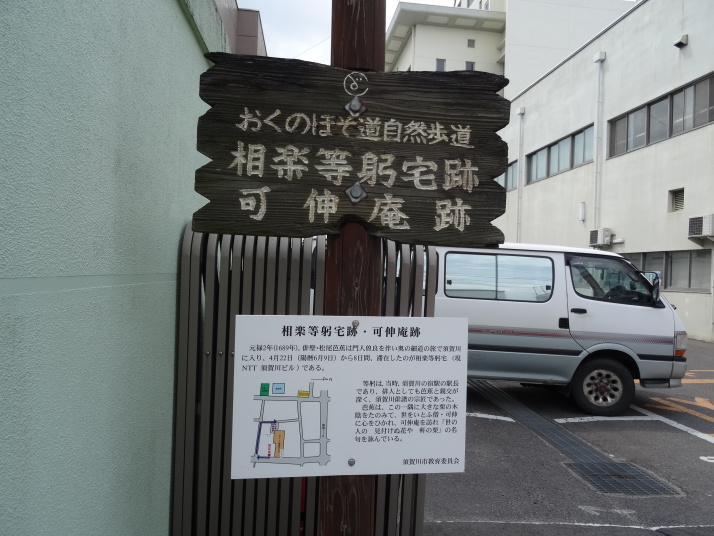 おくのほそ道自然歩道
相楽等躬宅跡
可伸庵跡
相楽等躬宅跡・可伸庵跡
元禄2年(1689年)、俳聖・松尾芭蕉は門人曽良を伴い奥の細道の旅で須賀川
に入り、4月22日（陽暦6月9日）から8日間、滞在したのが相楽等躬宅（現
NTT 須賀川ビル）である。
等躬は、当時、須賀川の宿駅の駅長
であり、俳人としても芭蕉と親交が
深く、須賀川俳諧の宗匠であった。
芭蕉は、この一隅に大きな栗の木
陰をたのみて、世をいとふ僧・可伸
に心をひかれ、可伸庵を訪れ「世の
人の　見付けぬ花や　軒の栗」の名
句を詠んでいる。
須賀川市教育委員会